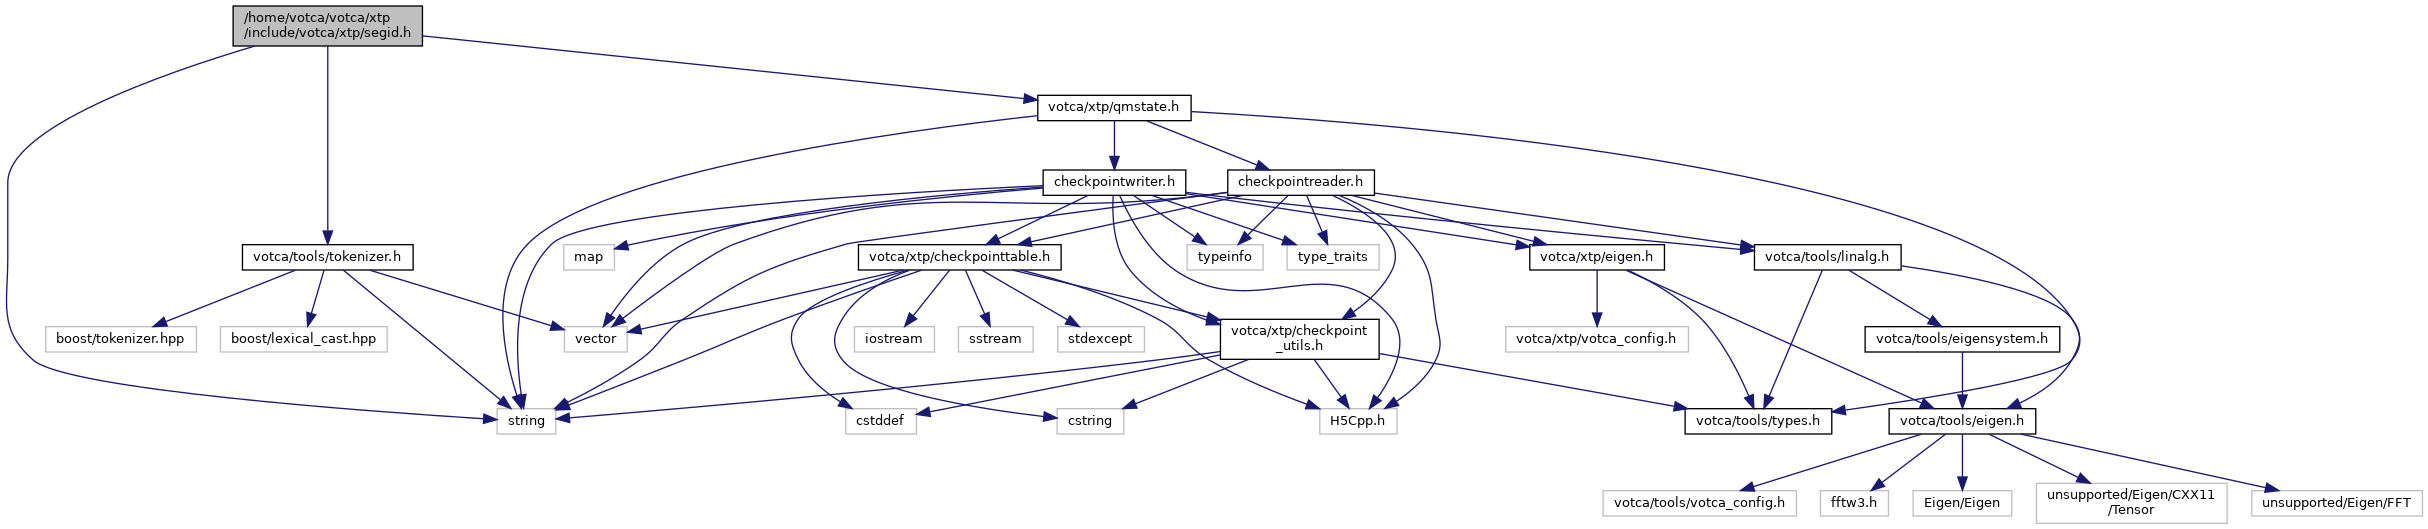 /home/votca/votca/xtp
/include/votca/xtp/segid.h
votca/xtp/qmstate.h
checkpointwriter.h
checkpointreader.h
votca/tools/tokenizer.h
map
votca/xtp/checkpointtable.h
typeinfo
type_traits
votca/xtp/eigen.h
votca/tools/linalg.h
boost/tokenizer.hpp
boost/lexical_cast.hpp
vector
iostream
sstream
stdexcept
votca/xtp/checkpoint
_utils.h
votca/xtp/votca_config.h
votca/tools/eigensystem.h
string
cstddef
cstring
H5Cpp.h
votca/tools/types.h
votca/tools/eigen.h
votca/tools/votca_config.h
fftw3.h
Eigen/Eigen
unsupported/Eigen/CXX11
/Tensor
unsupported/Eigen/FFT